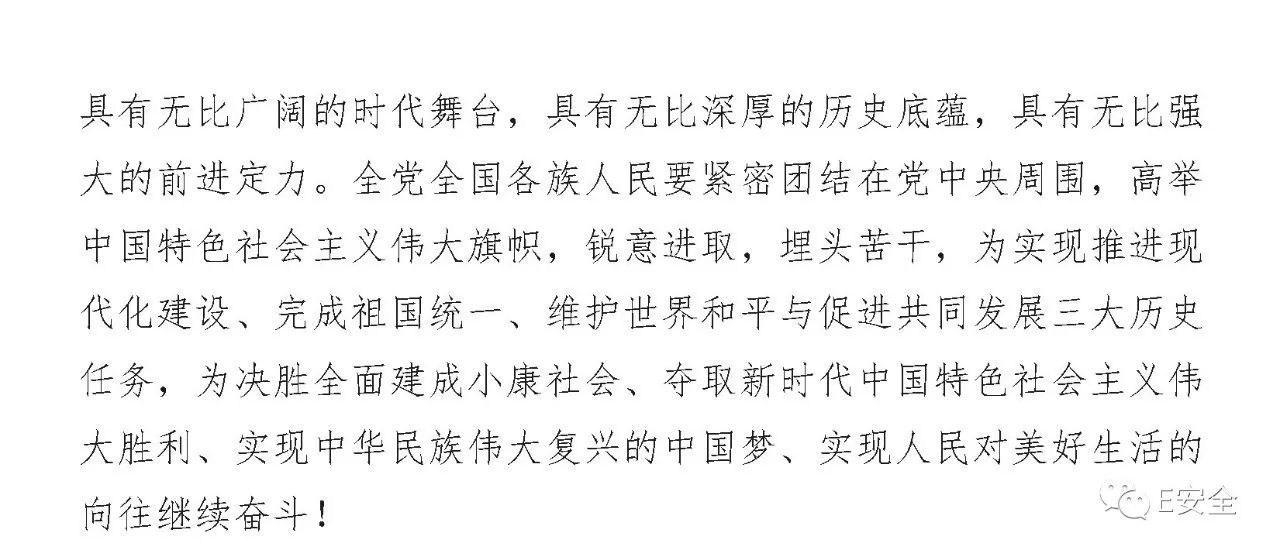 具有无比广阔的时代舞台，具有无比深厚的历史底蕴，具有无比强
大的前进定力。全党全国各族人民要紧密团结在党中央周围，高举
中国特色社会主义伟大旗帜，锐意进取，埋头苦干，为实现推进现
代化建设、完成祖国统一、维护世界和平与促进共同发展三大历史
任务，为决胜全面建成小康社会、夺取新时代中国特色社会主义伟
大胜利、实现中华民族伟大复兴的中国梦、实现人民对美好生活的
向往继续奋斗！
E安全